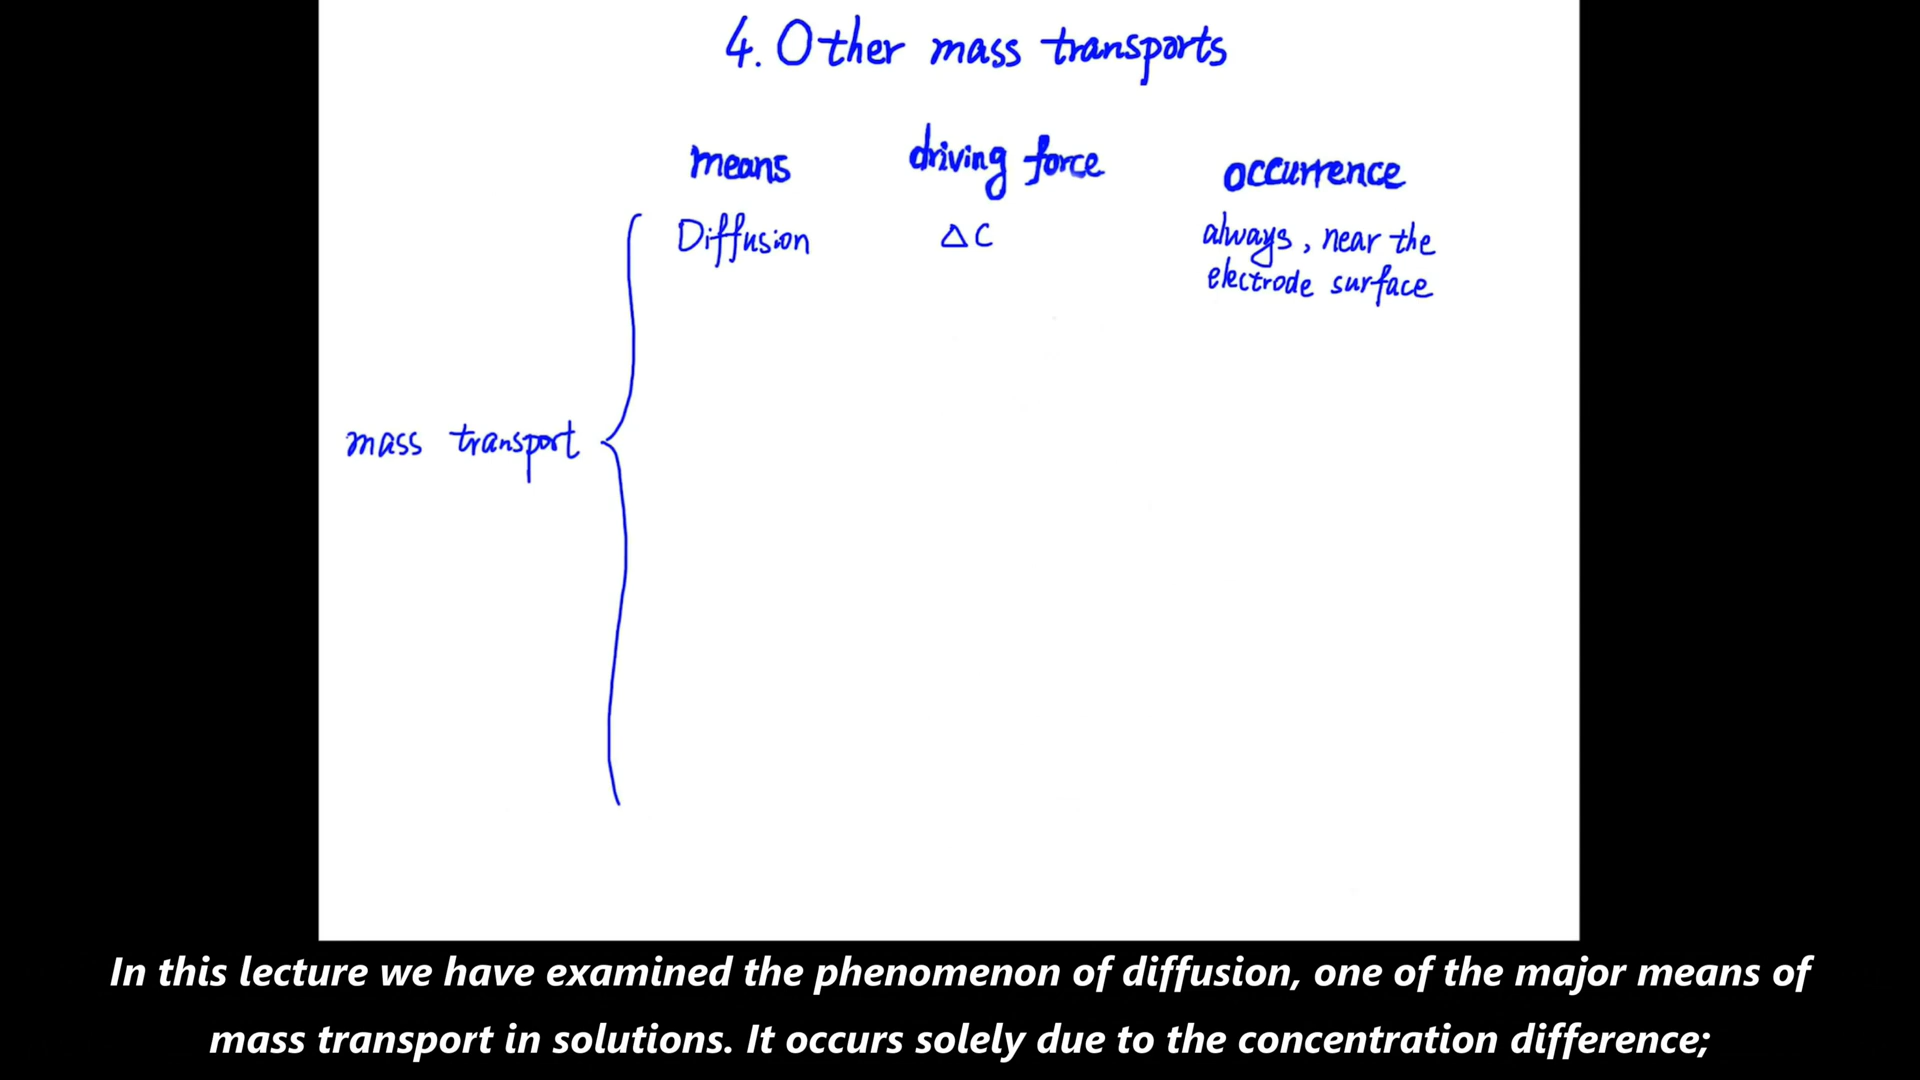 4. Other mass transports
means driving force occurrence
Diffusion ΔC always, near the
electrode surface
mass transport
In this lecture we have examined the phenomenon of diffusion, one of the major means of
mass transport in solutions. It occurs solely due to the concentration difference;